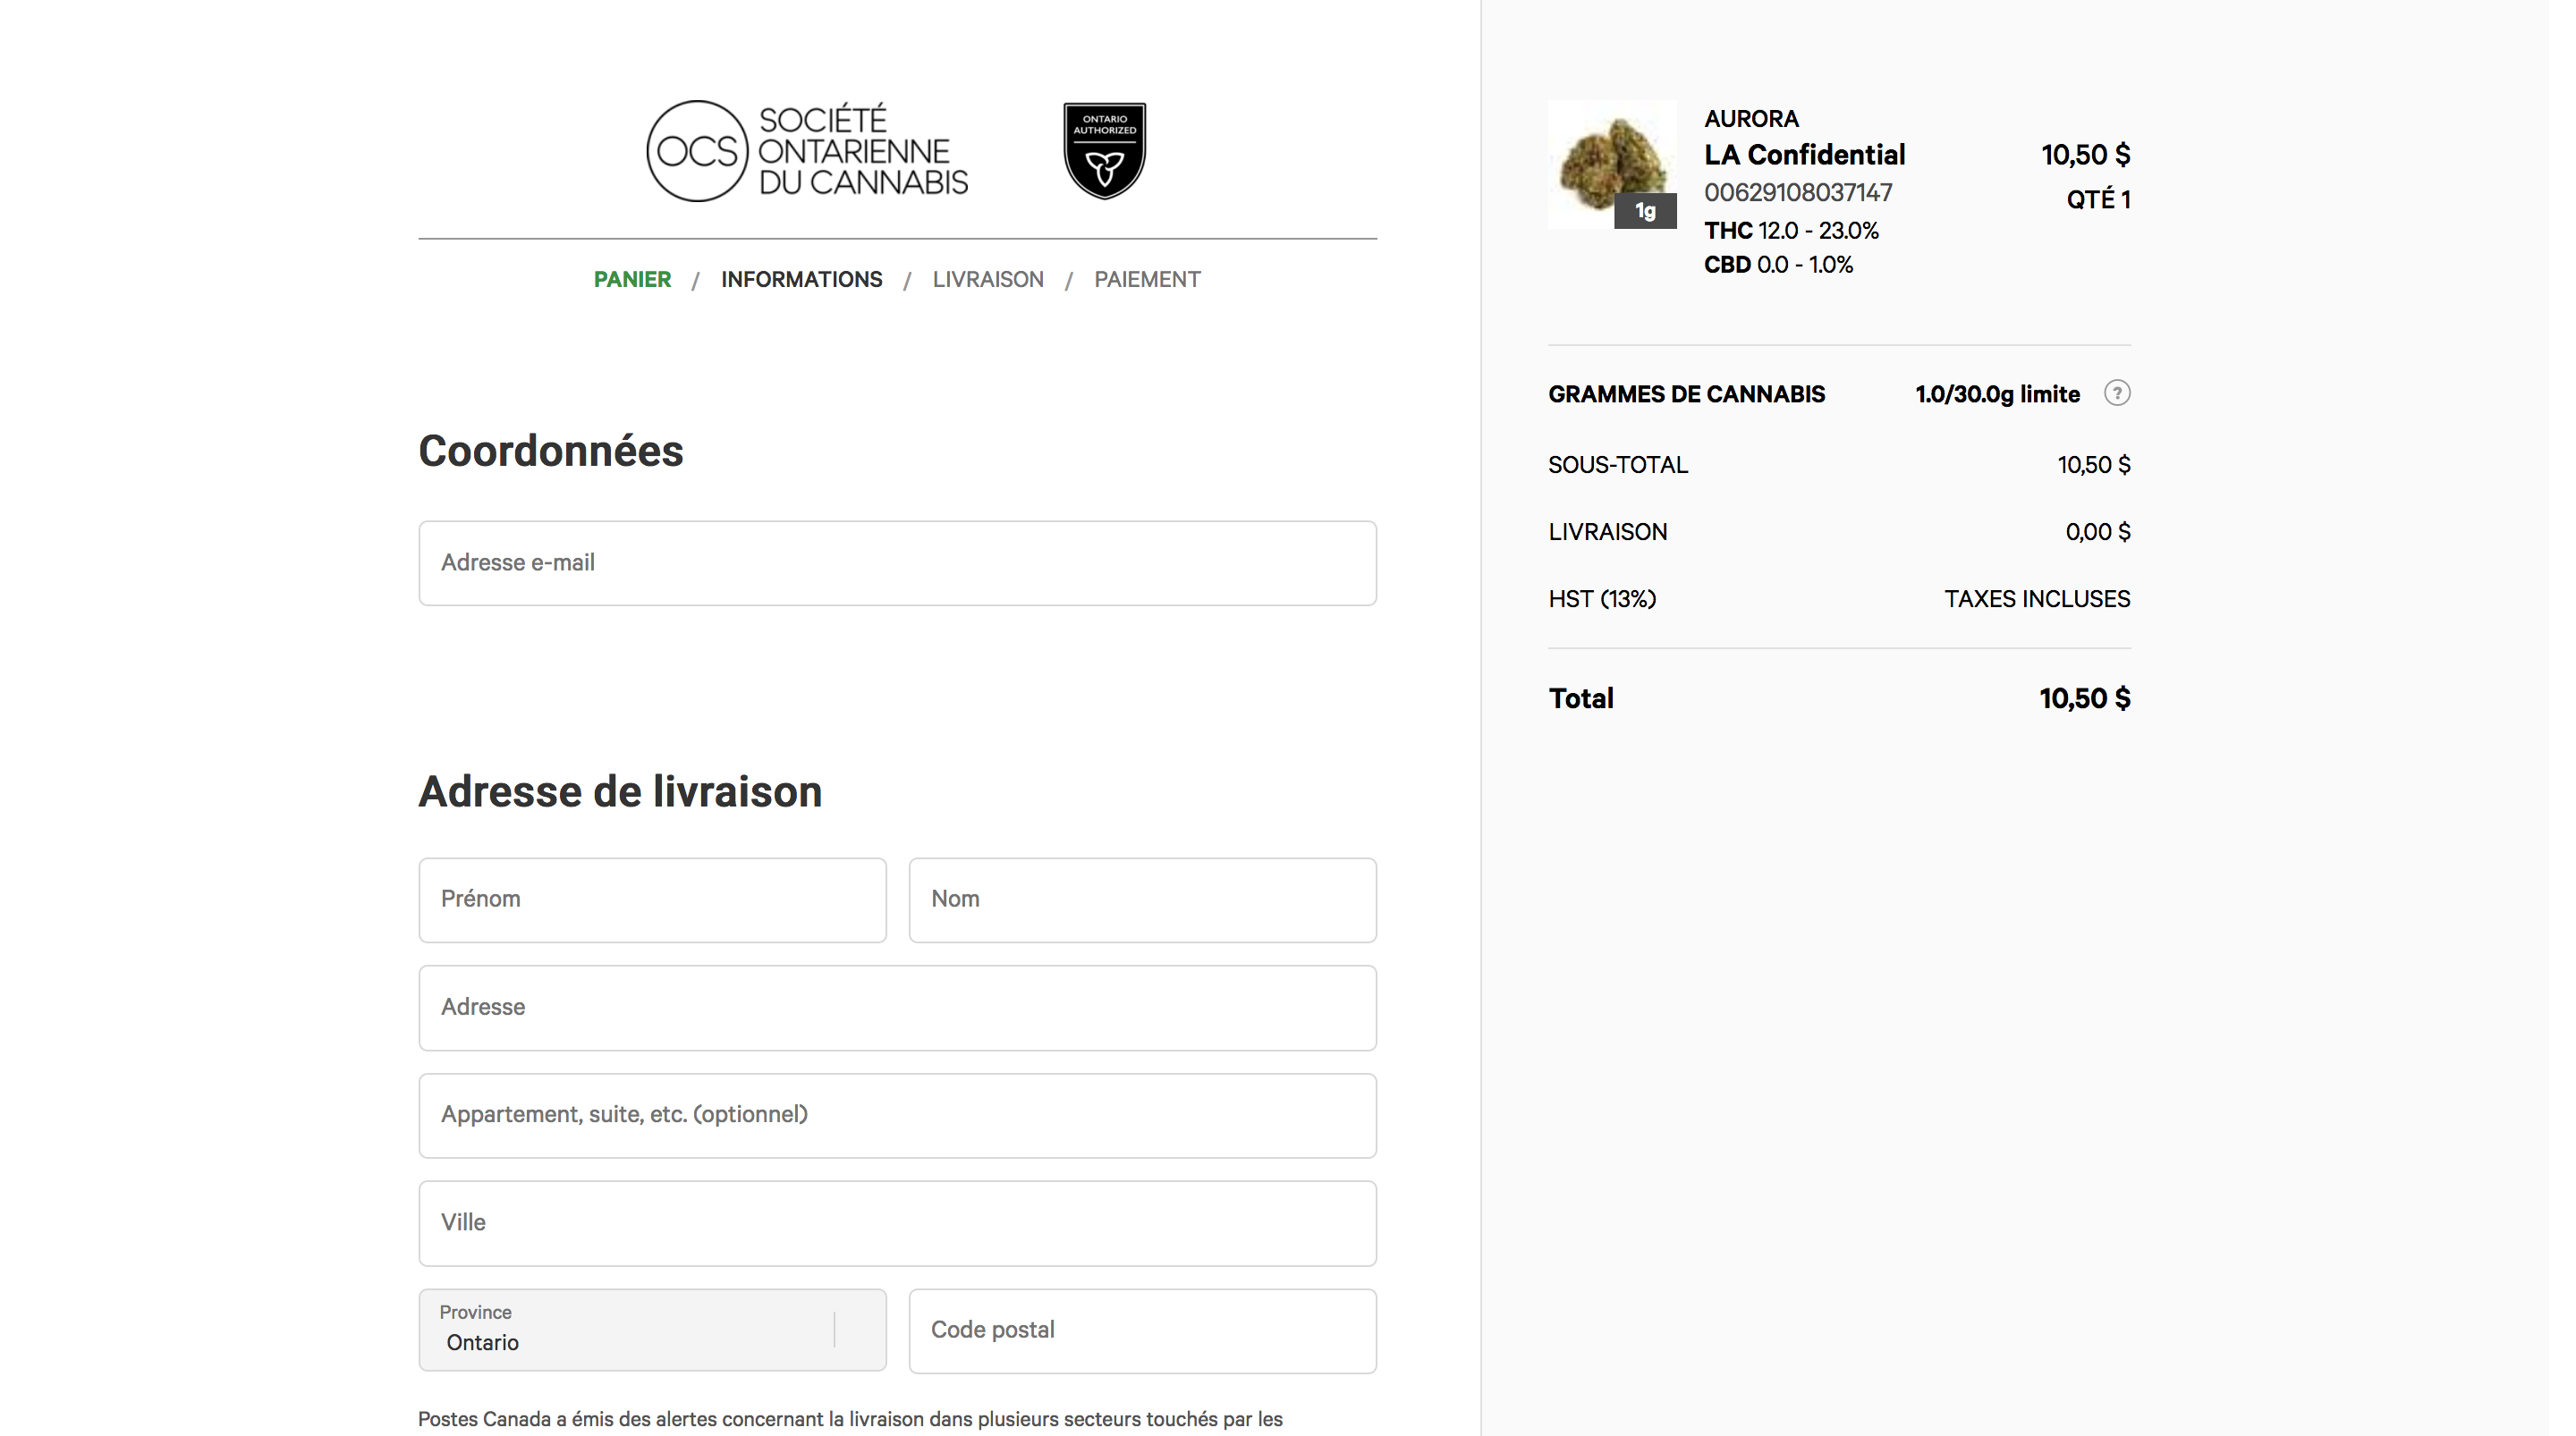 OCS
SOCIÉTÉ
ONTARIENNE
DU CANNABIS
ONTARIO
AUTHORIZED
PANIER / INFORMATIONS / LIVRAISON / PAIEMENT
Coordonnées
Adresse e-mail
Adresse de livraison
Prénom
Nom
Adresse
Appartement, suite, etc. (optionnel)
Ville
Province
Ontario
Code postal
Postes Canada a émis des alertes concernant la livraison dans plusieurs secteurs touchés par les
1g
AURORA
LA Confidential 10,50 $
00629108037147 QTÉ 1
THC 12.0 - 23.0%
CBD 0.0 - 1.0%
GRAMMES DE CANNABIS 1.0/30.0g limite ?
SOUS-TOTAL 10,50 $
LIVRAISON 0,00 $
HST (13%) TAXES INCLUSES
Total 10,50 $